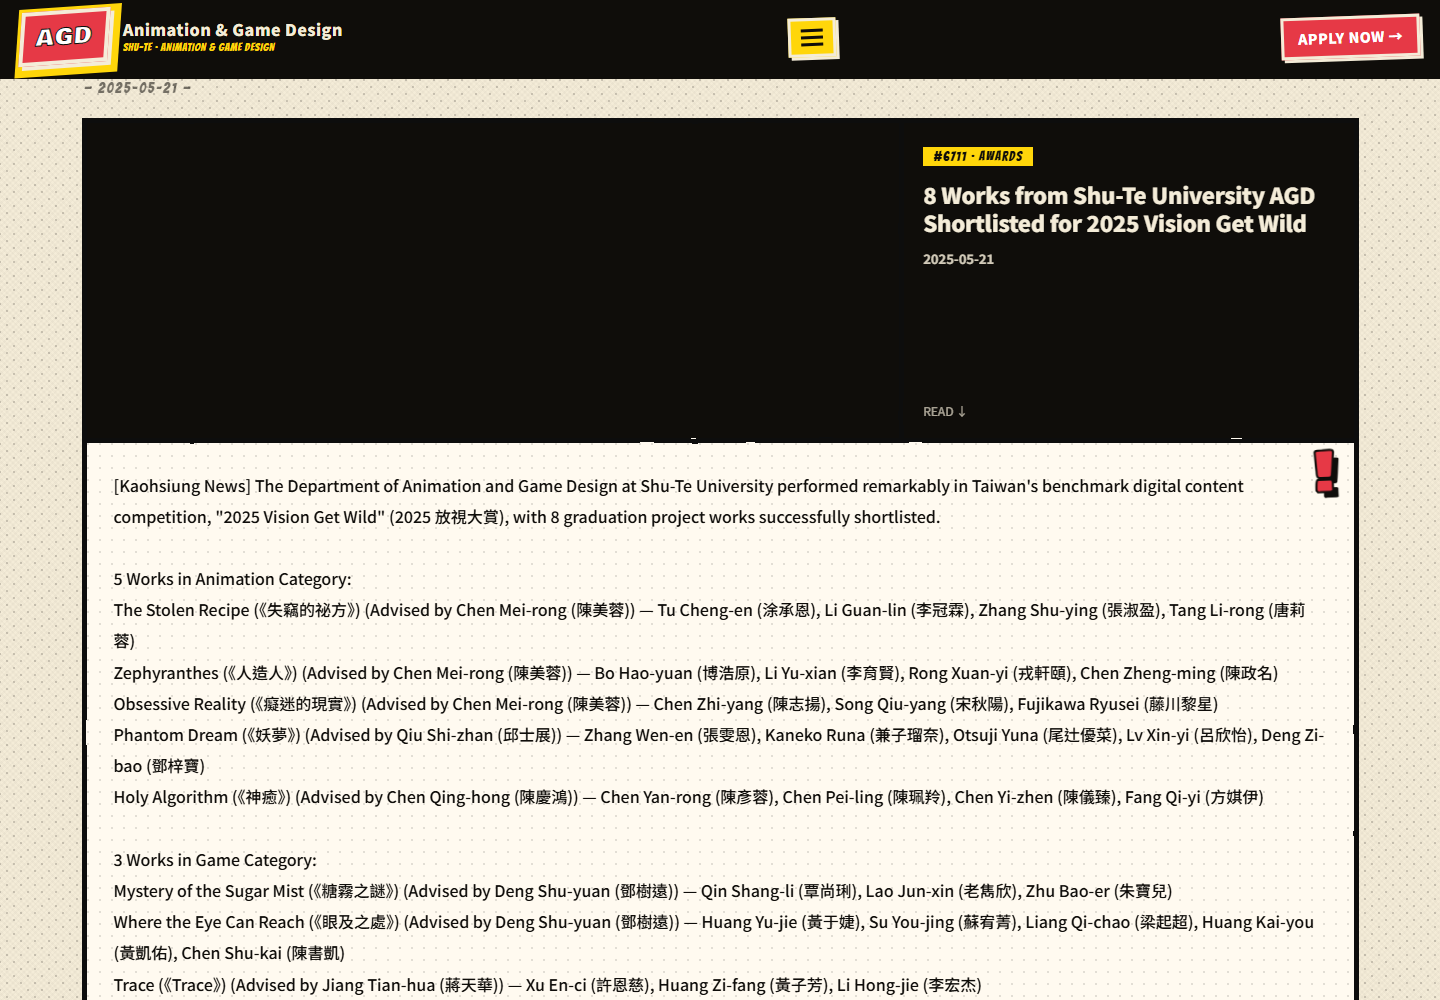 AGD
Animation & Game Design
SHU-TE · ANIMATION & GAME DESIGN
APPLY NOW →
— 2025-05-21 —
#6711 · AWARDS
8 Works from Shu-Te University AGD
Shortlisted for 2025 Vision Get Wild
2025-05-21
READ ↓
[Kaohsiung News] The Department of Animation and Game Design at Shu-Te University performed remarkably in Taiwan's benchmark digital content
competition, "2025 Vision Get Wild" (2025 放視大賞), with 8 graduation project works successfully shortlisted.
5 Works in Animation Category:
The Stolen Recipe (《失竊的祕方》) (Advised by Chen Mei-rong (陳美蓉)) — Tu Cheng-en (涂承恩), Li Guan-lin (李冠霖), Zhang Shu-ying (張淑盈), Tang Li-rong (唐莉
蓉)
Zephyranthes (《人造人》) (Advised by Chen Mei-rong (陳美蓉)) — Bo Hao-yuan (博浩原), Li Yu-xian (李育賢), Rong Xuan-yi (戎軒頤), Chen Zheng-ming (陳政名)
Obsessive Reality (《癡迷的現實》) (Advised by Chen Mei-rong (陳美蓉)) — Chen Zhi-yang (陳志揚), Song Qiu-yang (宋秋陽), Fujikawa Ryusei (藤川黎星)
Phantom Dream (《妖夢》) (Advised by Qiu Shi-zhan (邱士展)) — Zhang Wen-en (張雯恩), Kaneko Runa (兼子瑠奈), Otsuji Yuna (尾辻優菜), Lv Xin-yi (呂欣怡), Deng Zi-
bao (鄧梓寶)
Holy Algorithm (《神癒》) (Advised by Chen Qing-hong (陳慶鴻)) — Chen Yan-rong (陳彥蓉), Chen Pei-ling (陳珮羚), Chen Yi-zhen (陳儀臻), Fang Qi-yi (方娸伊)
3 Works in Game Category:
Mystery of the Sugar Mist (《糖霧之謎》) (Advised by Deng Shu-yuan (鄧樹遠)) — Qin Shang-li (覃尚琍), Lao Jun-xin (老雋欣), Zhu Bao-er (朱寶兒)
Where the Eye Can Reach (《眼及之處》) (Advised by Deng Shu-yuan (鄧樹遠)) — Huang Yu-jie (黃于婕), Su You-jing (蘇宥菁), Liang Qi-chao (梁起超), Huang Kai-you
(黃凱佑), Chen Shu-kai (陳書凱)
Trace (《Trace》) (Advised by Jiang Tian-hua (蔣天華)) — Xu En-ci (許恩慈), Huang Zi-fang (黃子芳), Li Hong-jie (李宏杰)